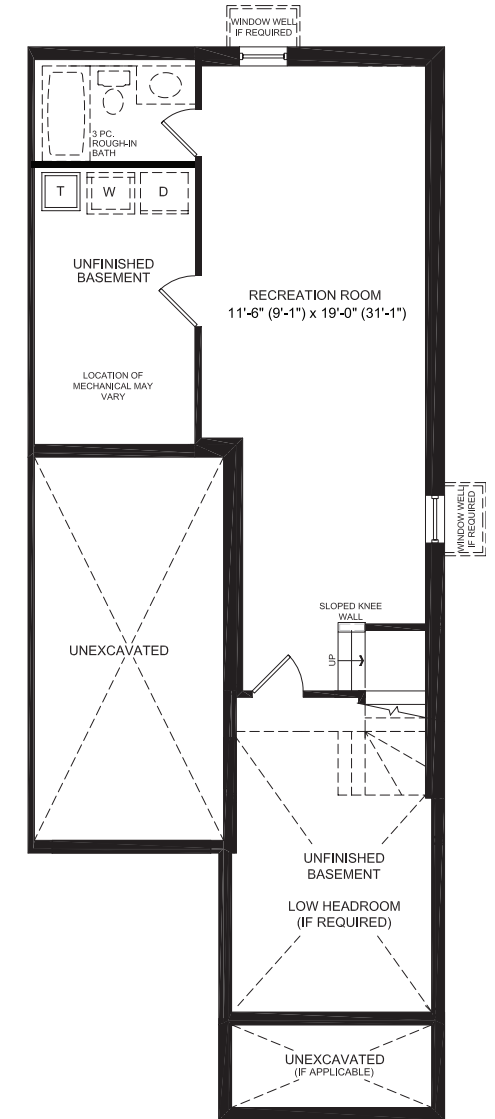 WINDOW WELL
IF REQUIRED
3 PC.
ROUGH-IN
BATH
T
W
D
UNFINISHED
BASEMENT
RECREATION ROOM
11'-6" (9'-1") x 19'-0" (31'-1")
LOCATION OF
MECHANICAL MAY
VARY
WINDOW WELL
IF REQUIRED
SLOPED KNEE
WALL
UP
UNEXCAVATED
UNFINISHED
BASEMENT
LOW HEADROOM
(IF REQUIRED)
UNEXCAVATED
(IF APPLICABLE)